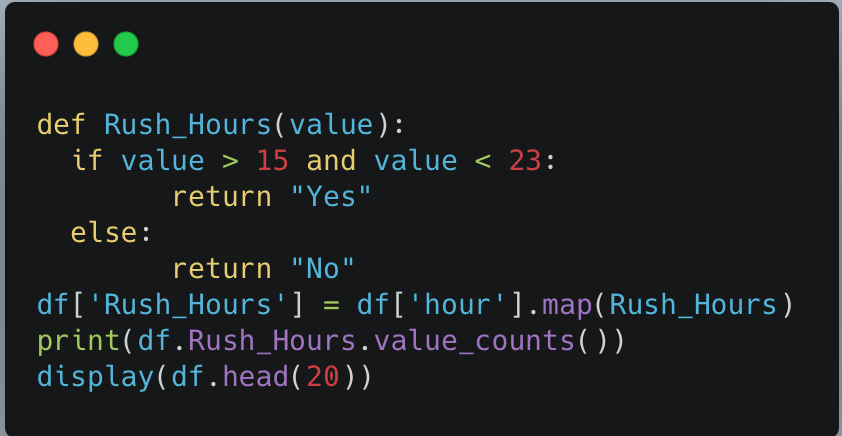 def Rush_Hours(value):
  if value > 15 and value < 23:
        return "Yes"
  else:
        return "No"
df['Rush_Hours'] = df['hour'].map(Rush_Hours)
print(df.Rush_Hours.value_counts())
display(df.head(20))